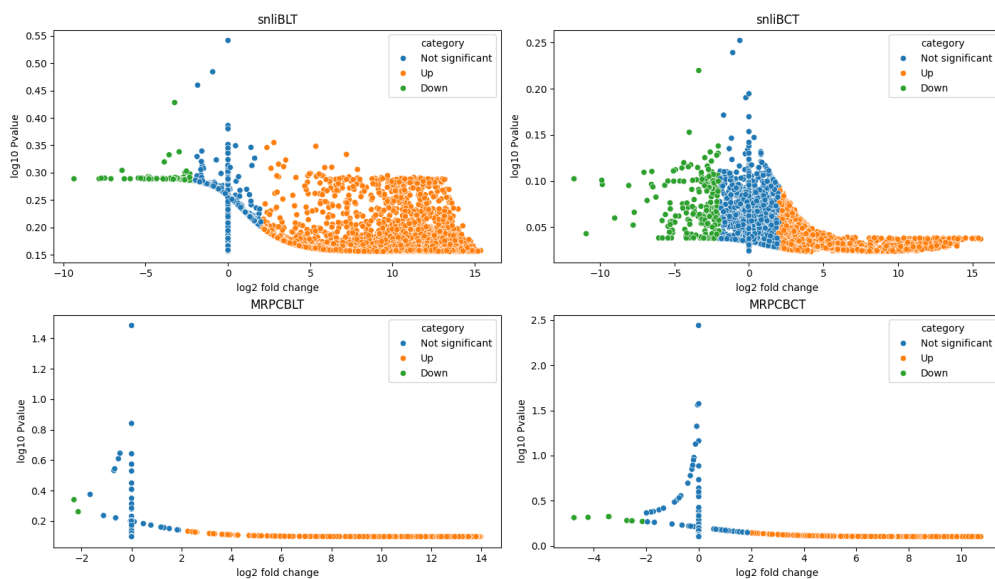 snliBLT
category
Not significant
Up
Down
log10 Pvalue
0.55
0.50
0.45
0.40
0.35
0.30
0.25
0.20
0.15
−10 −5 0 5 10 15
log2 fold change
snliBCT
category
Not significant
Up
Down
log10 Pvalue
0.25
0.20
0.15
0.10
0.05
−10 −5 0 5 10 15
log2 fold change
MRPCBLT
category
Not significant
Up
Down
log10 Pvalue
1.4
1.2
1.0
0.8
0.6
0.4
0.2
−2 0 2 4 6 8 10 12 14
log2 fold change
MRPCBCT
category
Not significant
Up
Down
log10 Pvalue
2.5
2.0
1.5
1.0
0.5
0.0
−4 −2 0 2 4 6 8 10
log2 fold change